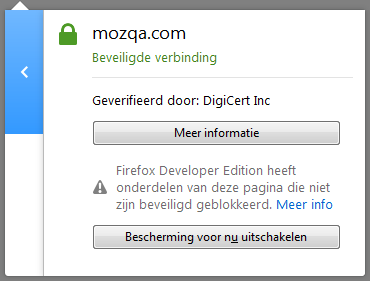 mozqa.com
Beveiligde verbinding
Geverifieerd door: DigiCert Inc
Meer informatie
Firefox Developer Edition heeft
onderdelen van deze pagina die niet
zijn beveiligd geblokkeerd. Meer info
Bescherming voor nu uitschakelen